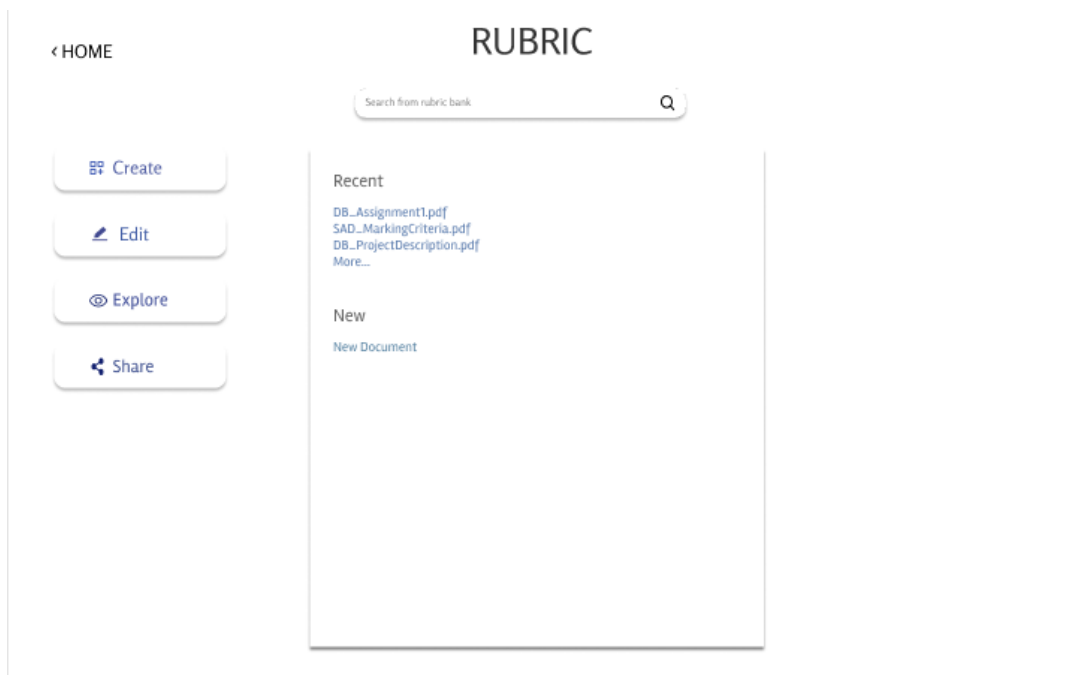 < HOME
RUBRIC
Search from rubric bank
Create
Edit
Explore
Share
Recent
DB_Assignment1.pdf
SAD_MarkingCriteria.pdf
DB_ProjectDescription.pdf
More...
New
New Document